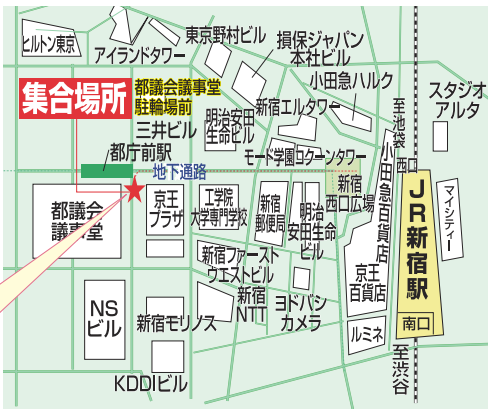 ヒルトン東京
アイランドタワー
東京野村ビル
損保ジャパン
本社ビル
小田急ハルク
スタジオ
アルタ
集合場所
都議会議事堂
駐輪場前
三井ビル
明治安田
生命ビル
新宿エルタワー
至池袋
都庁前駅
地下通路
モード学園コクーンタワー
小田急百貨店
西口
都議会
議事堂
京王
プラザ
工学院
大学専門学校
新宿
郵便局
明治
安田生命
ビル
新宿
西口広場
JR新宿駅
マイシティー
新宿ファースト
ウエストビル
京王
百貨店
NS
ビル
新宿モリノス
新宿
NTT
ヨドバシ
カメラ
ルミネ
南口
KDDIビル
至渋谷